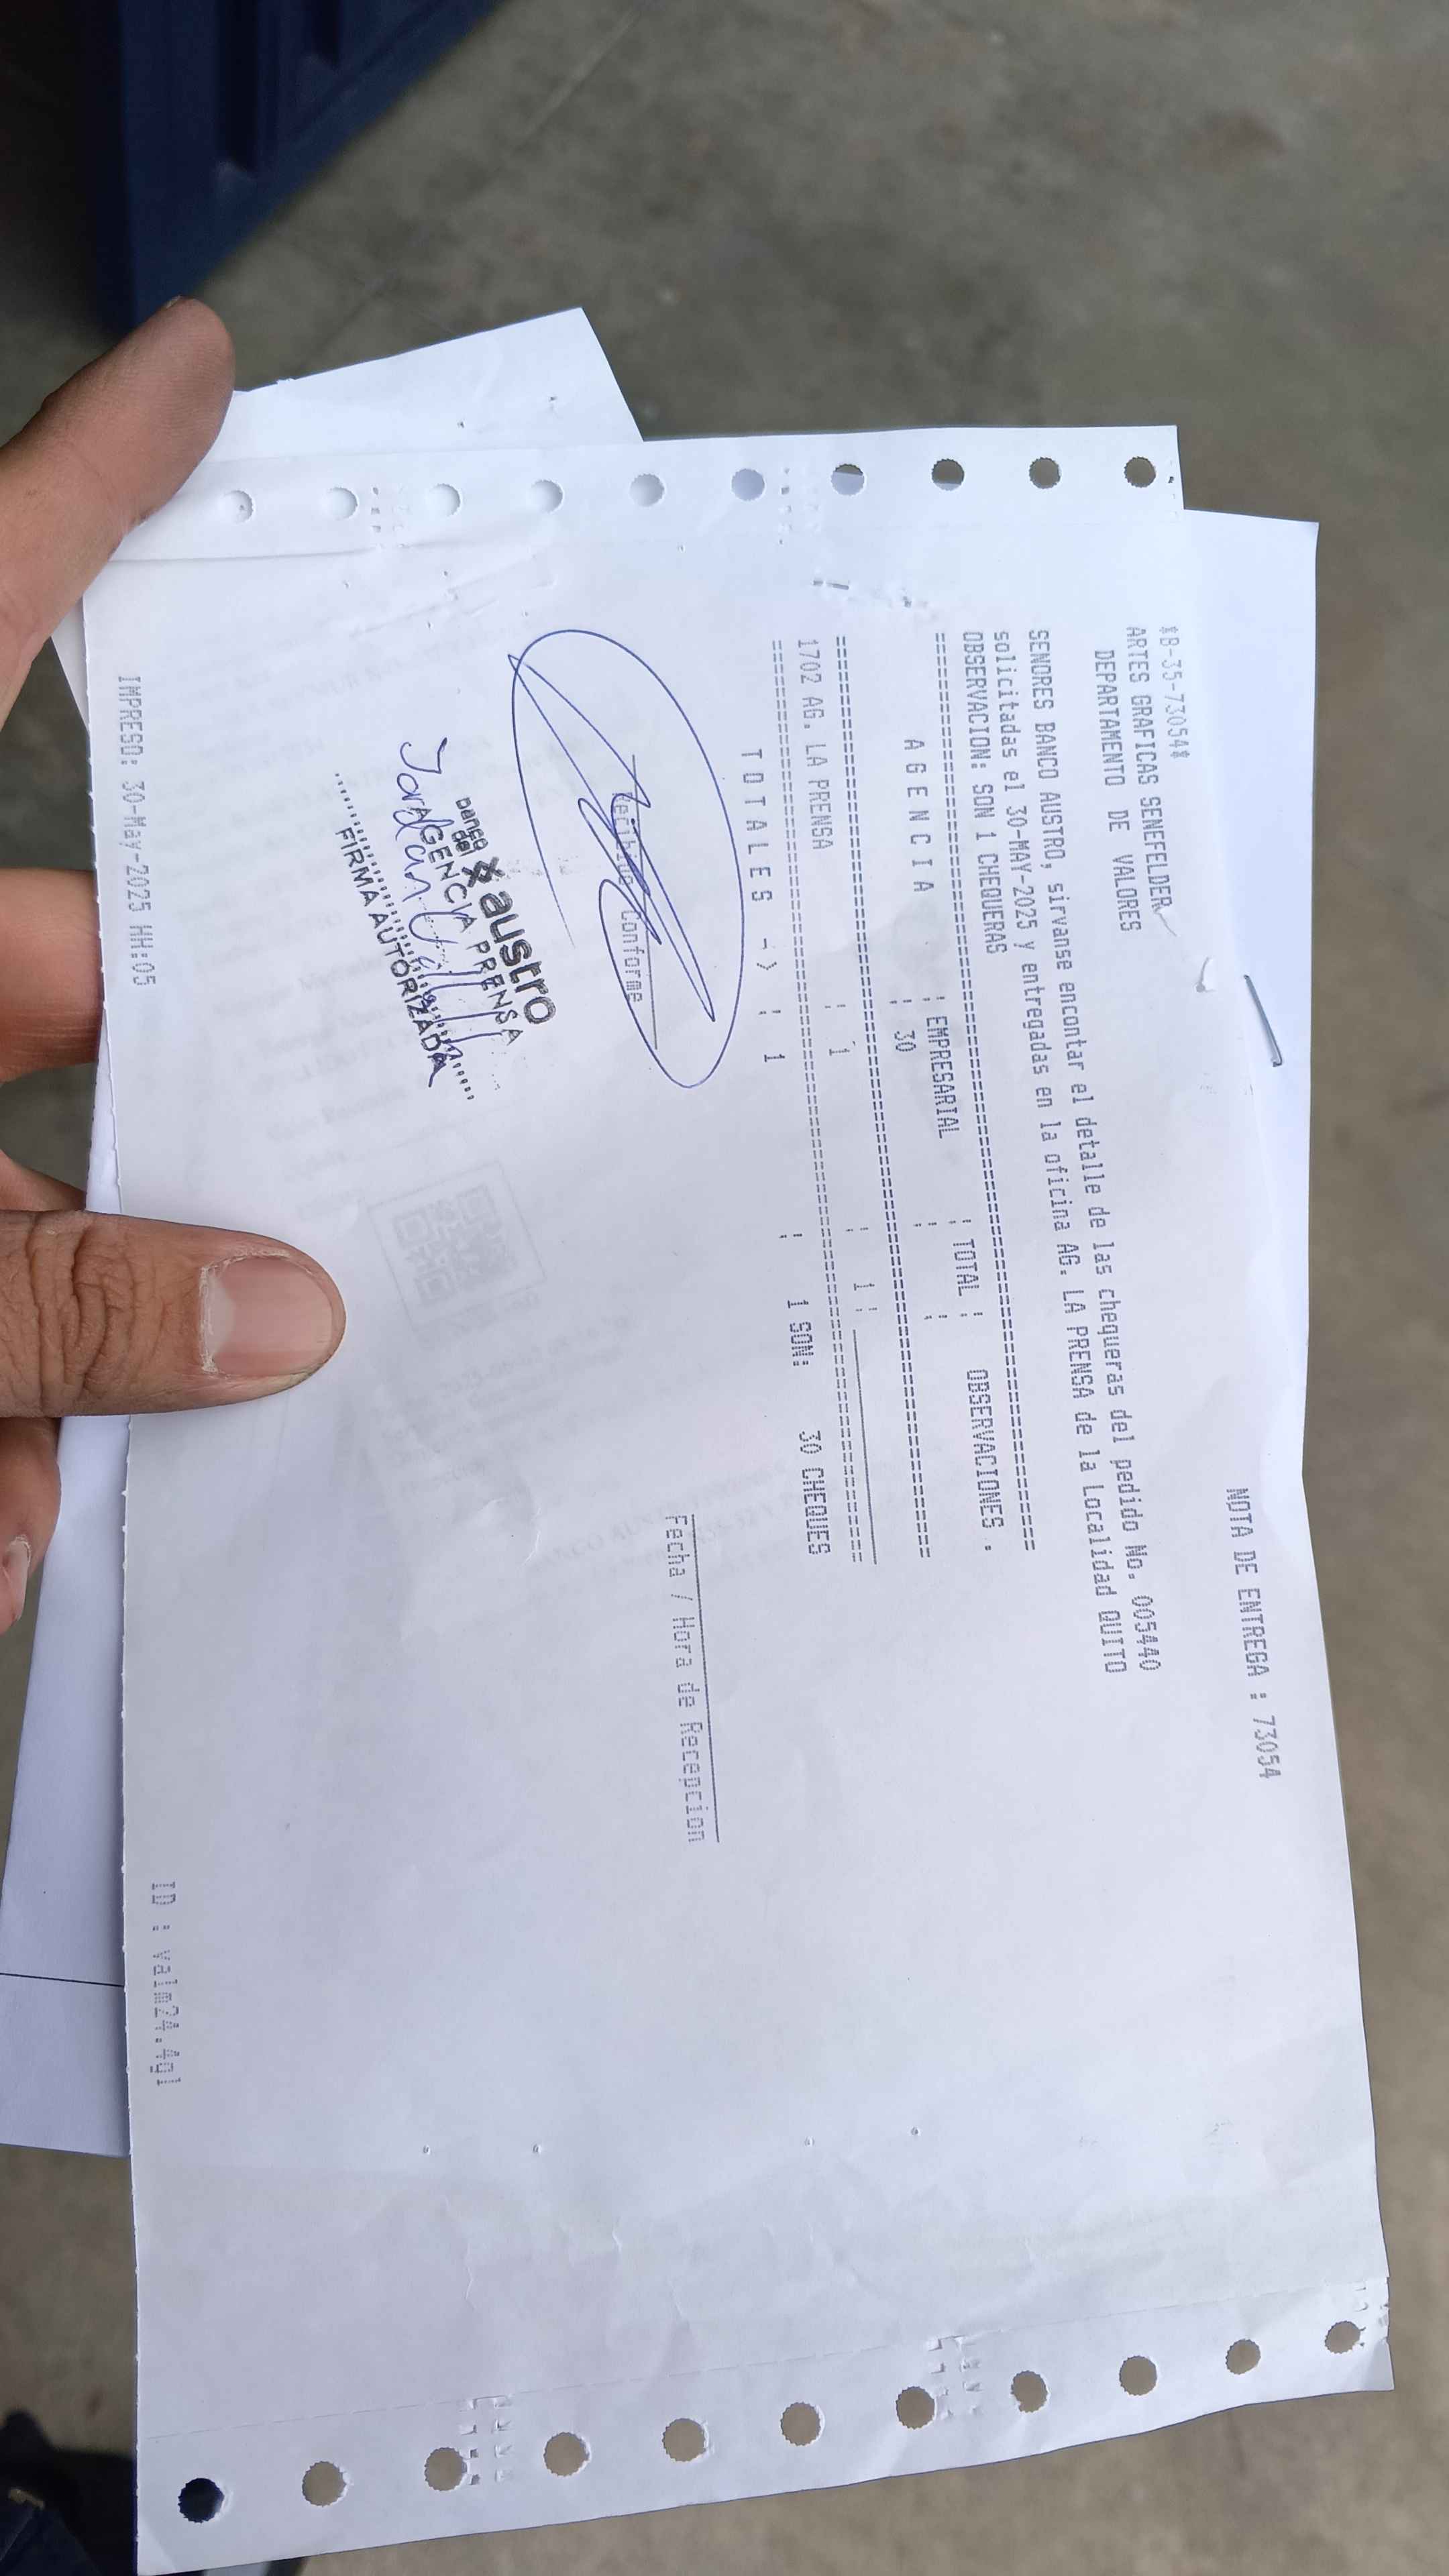 NOTA DE ENTREGA : 73054
*B-35-73054*
ARTES GRAFICAS SENEFELDER
DEPARTAMENTO DE VALORES
SENORES BANCO AUSTRO, sirvanse encontar el detalle de las chequeras del pedido No. 005440
solicitadas el 30-MAY-2025 y entregadas en la oficina AG. LA PRENSA de la Localidad QUITO
OBSERVACION: SON 1 CHEQUERAS
A G E N C I A : EMPRESARIAL : TOTAL : OBSERVACIONES .
: 30 : :
1702 AG. LA PRENSA : 1 : 1 :
T O T A L E S -> : 1 : 1 SON: 30 CHEQUES
Recibido Conforme
Fecha / Hora de Recepcion
banco del austro
AGENCIA PRENSA
Jordan
FIRMA AUTORIZADA
IMPRESO: 30-May-2025 HH:05
ID : valm24.4gl